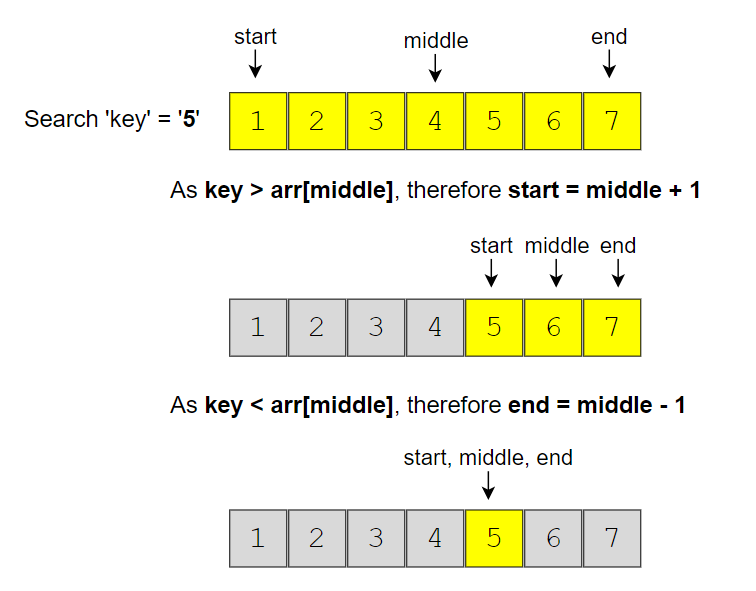 start middle end
Search 'key' = '5' 1 2 3 4 5 6 7
As key > arr[middle], therefore start = middle + 1
start middle end
1 2 3 4 5 6 7
As key < arr[middle], therefore end = middle - 1
start, middle, end
1 2 3 4 5 6 7